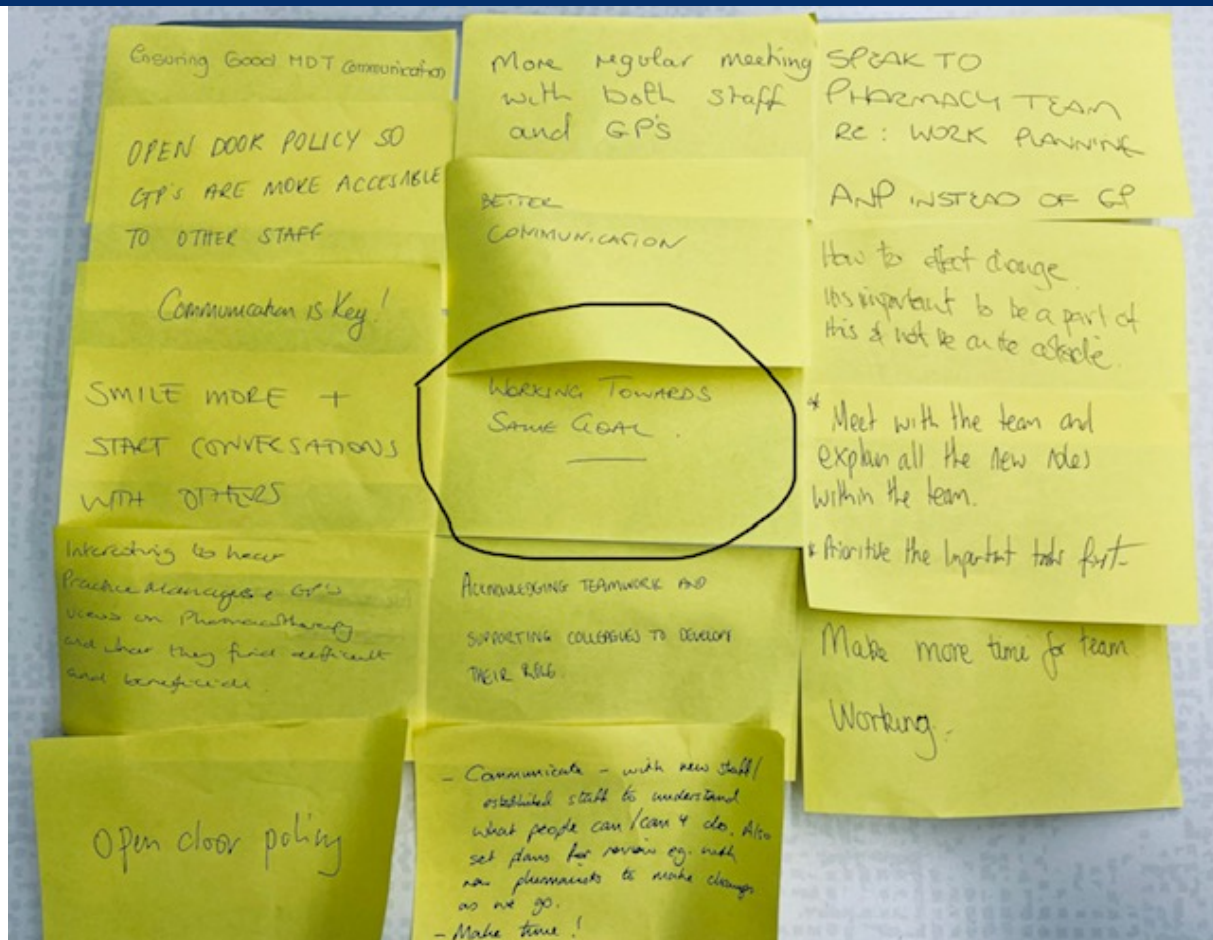 Ensuring Good MDT Communication
OPEN DOOR POLICY SO
GP'S ARE MORE ACCESABLE
TO OTHER STAFF
Communication is Key!
SMILE MORE +
START CONVERSATIONS
WITH OTHERS
Interesting to hear
Practice Managers + GP's
views on Pharmacotherapy
and what they find difficult
and beneficial.
Open door policy
More regular meeting
with both staff
and GP's
BETTER
COMMUNICATION
WORKING TOWARDS
SAME GOAL.
ACKNOWLEDGING TEAMWORK AND
SUPPORTING COLLEAGUES TO DEVELOP
THEIR ROLE.
- Communicate - with new staff/
established staff to understand
what people can/can't do. Also
set plans for review eg. with
new pharmacists to make changes
as we go.
- Make time!
SPEAK TO
PHARMACY TEAM
RE: WORK PLANNING
ANP INSTEAD OF GP
How to effect change.
It's important to be a part of
this & not be on the outside.
* Meet with the team and
explain all the new roles
within the team.
* Prioritise the important tasks first-
Make more time for team
Working.